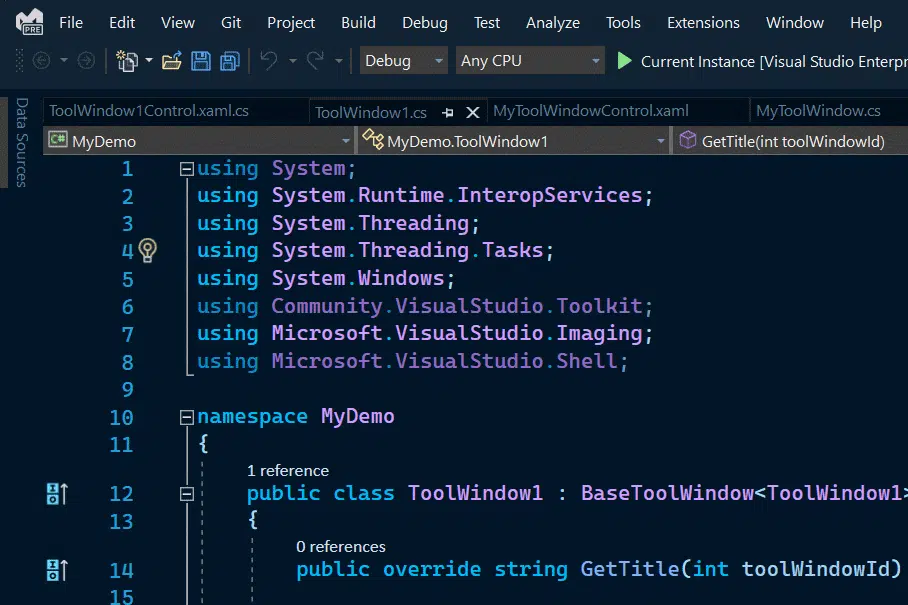 PRE
File Edit View Git Project Build Debug Test Analyze Tools Extensions Window Help
Debug Any CPU Current Instance [Visual Studio Enterpr
Data Sources
ToolWindow1Control.xaml.cs ToolWindow1.cs MyToolWindowControl.xaml MyToolWindow.cs
C# MyDemo MyDemo.ToolWindow1 GetTitle(int toolWindowId)
1 using System;
2 using System.Runtime.InteropServices;
3 using System.Threading;
4 using System.Threading.Tasks;
5 using System.Windows;
6 using Community.VisualStudio.Toolkit;
7 using Microsoft.VisualStudio.Imaging;
8 using Microsoft.VisualStudio.Shell;
9
10 namespace MyDemo
11 {
1 reference
12 public class ToolWindow1 : BaseToolWindow<ToolWindow1>
13 {
0 references
14 public override string GetTitle(int toolWindowId)
15